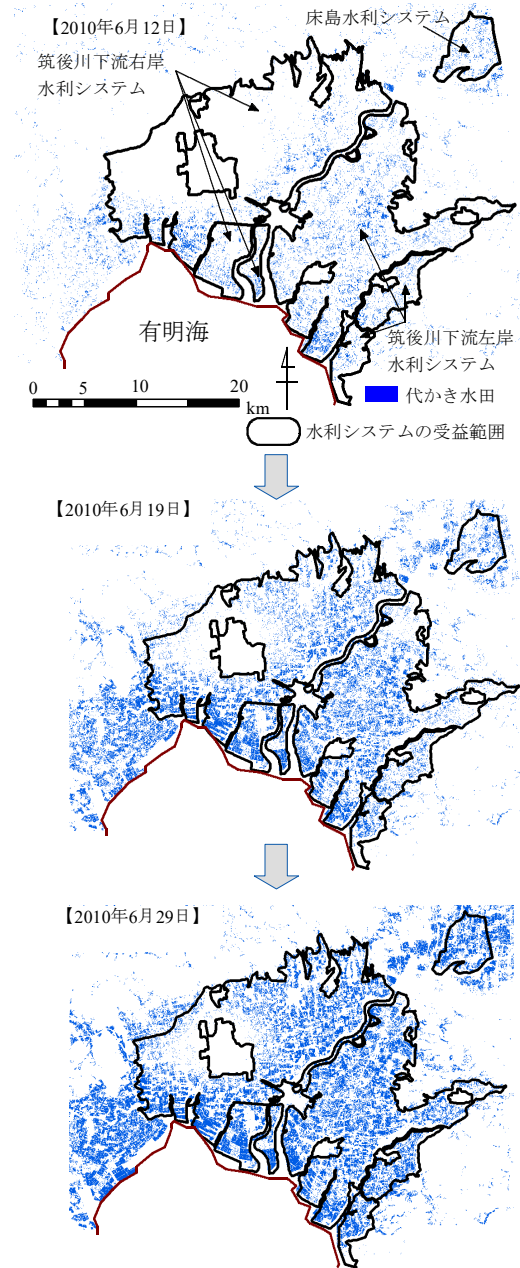 【2010年6月12日】
床島水利システム
筑後川下流右岸
水利システム
有明海
筑後川下流左岸
水利システム
0 5 10 20
km
代かき水田
水利システムの受益範囲
【2010年6月19日】
【2010年6月29日】